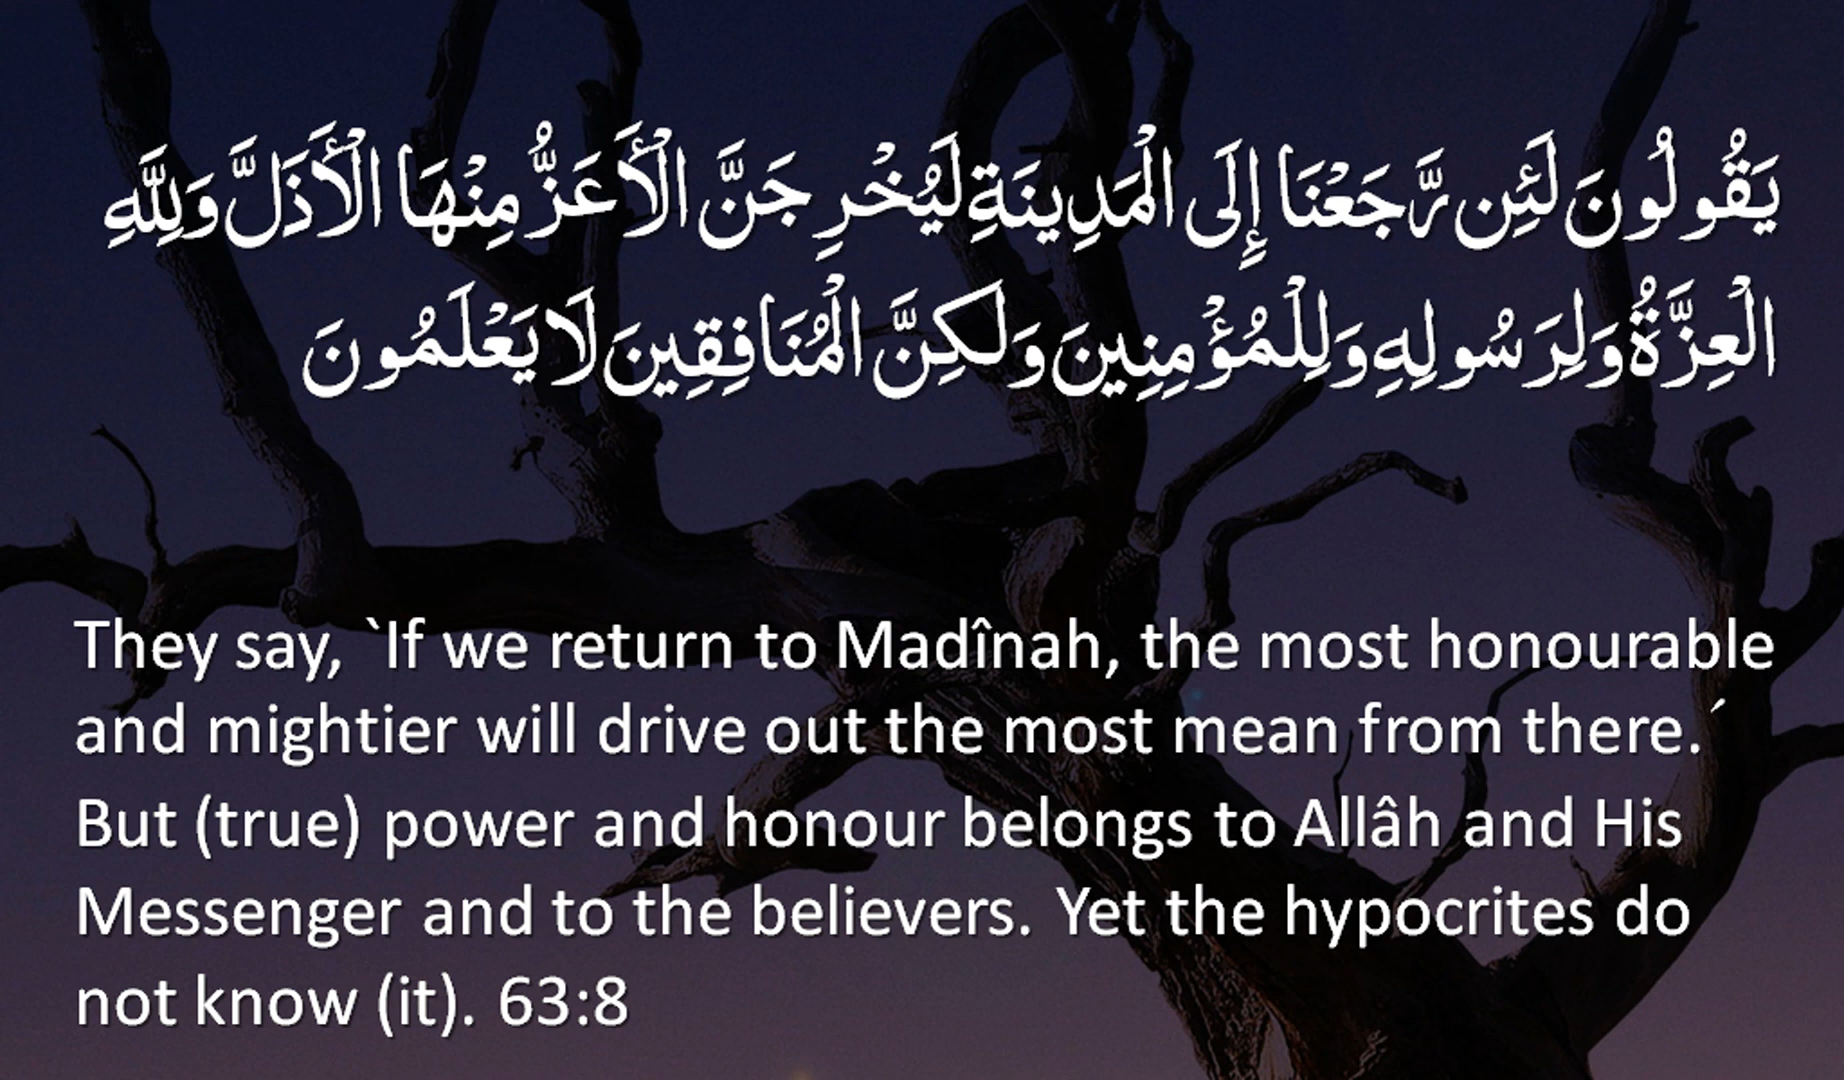 يَقُولُونَ لَئِن رَّجَعْنَا إِلَى الْمَدِينَةِ لَيُخْرِجَنَّ الْأَعَزُّ مِنْهَا الْأَذَلَّ وَلِلَّهِ
الْعِزَّةُ وَلِرَسُولِهِ وَلِلْمُؤْمِنِينَ وَلَكِنَّ الْمُنَافِقِينَ لَا يَعْلَمُونَ
They say, `If we return to Madînah, the most honourable
and mightier will drive out the most mean from there.´
But (true) power and honour belongs to Allâh and His
Messenger and to the believers. Yet the hypocrites do
not know (it). 63:8